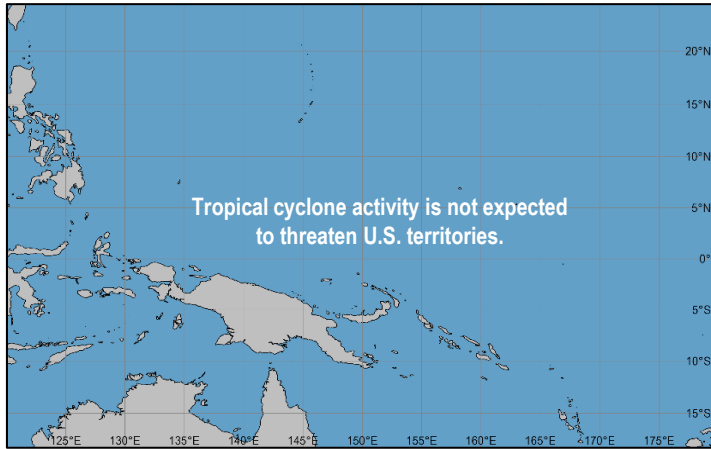 20°N
15°N
10°N
5°N
Tropical cyclone activity is not expected
to threaten U.S. territories.
0°
5°S
10°S
15°S
125°E 130°E 135°E 140°E 145°E 150°E 155°E 160°E 165°E 170°E 175°E